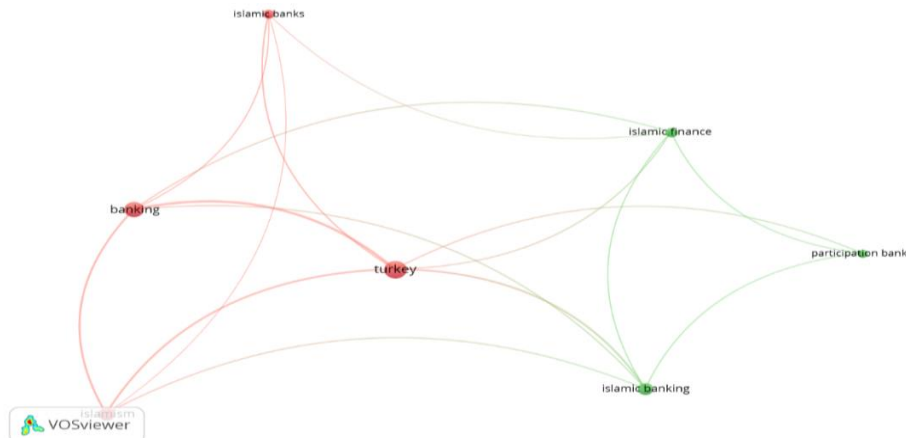 islamic banks
islamic finance
banking
participation bank
turkey
islamic banking
islamism
VOSviewer